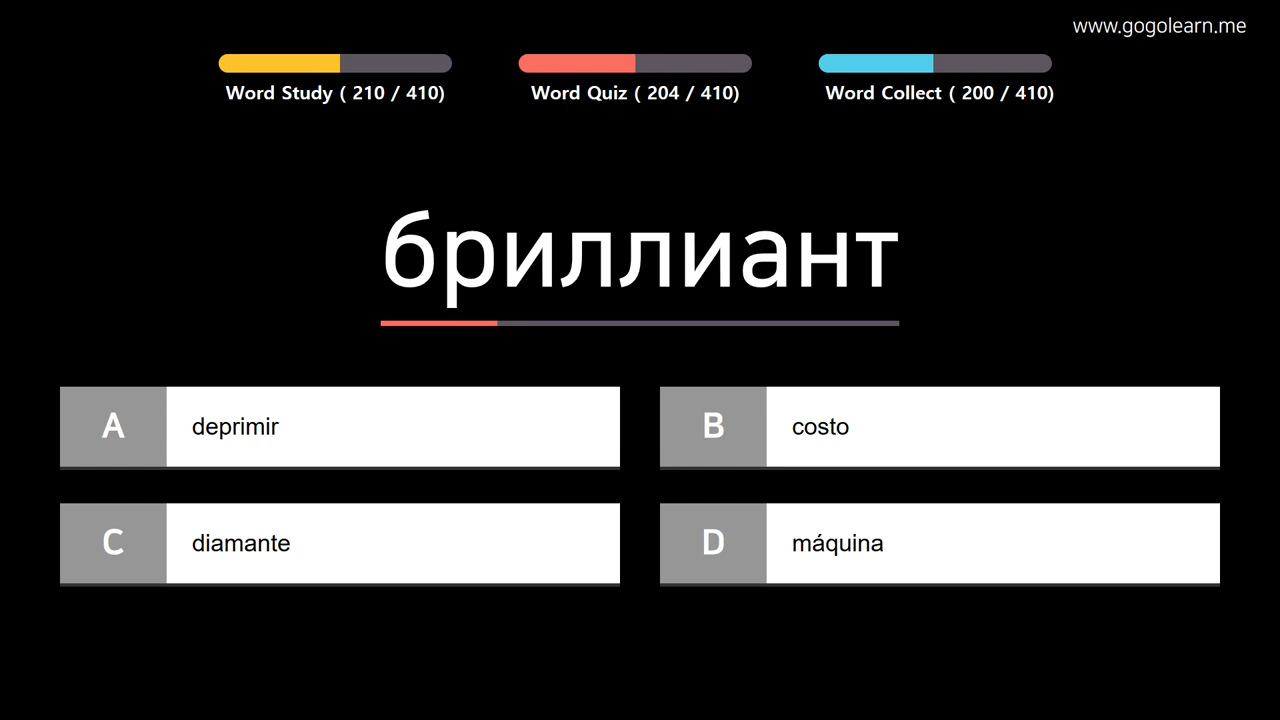 www.gogolearn.me
Word Study ( 210 / 410)
Word Quiz ( 204 / 410)
Word Collect ( 200 / 410)
бриллиант
A deprimir
B costo
C diamante
D máquina